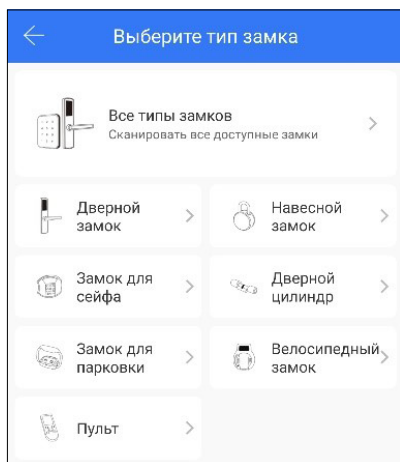 Выберите тип замка
Все типы замков
Сканировать все доступные замки
Дверной
замок
Навесной
замок
Замок для
сейфа
Дверной
цилиндр
Замок для
парковки
Велосипедный
замок
Пульт